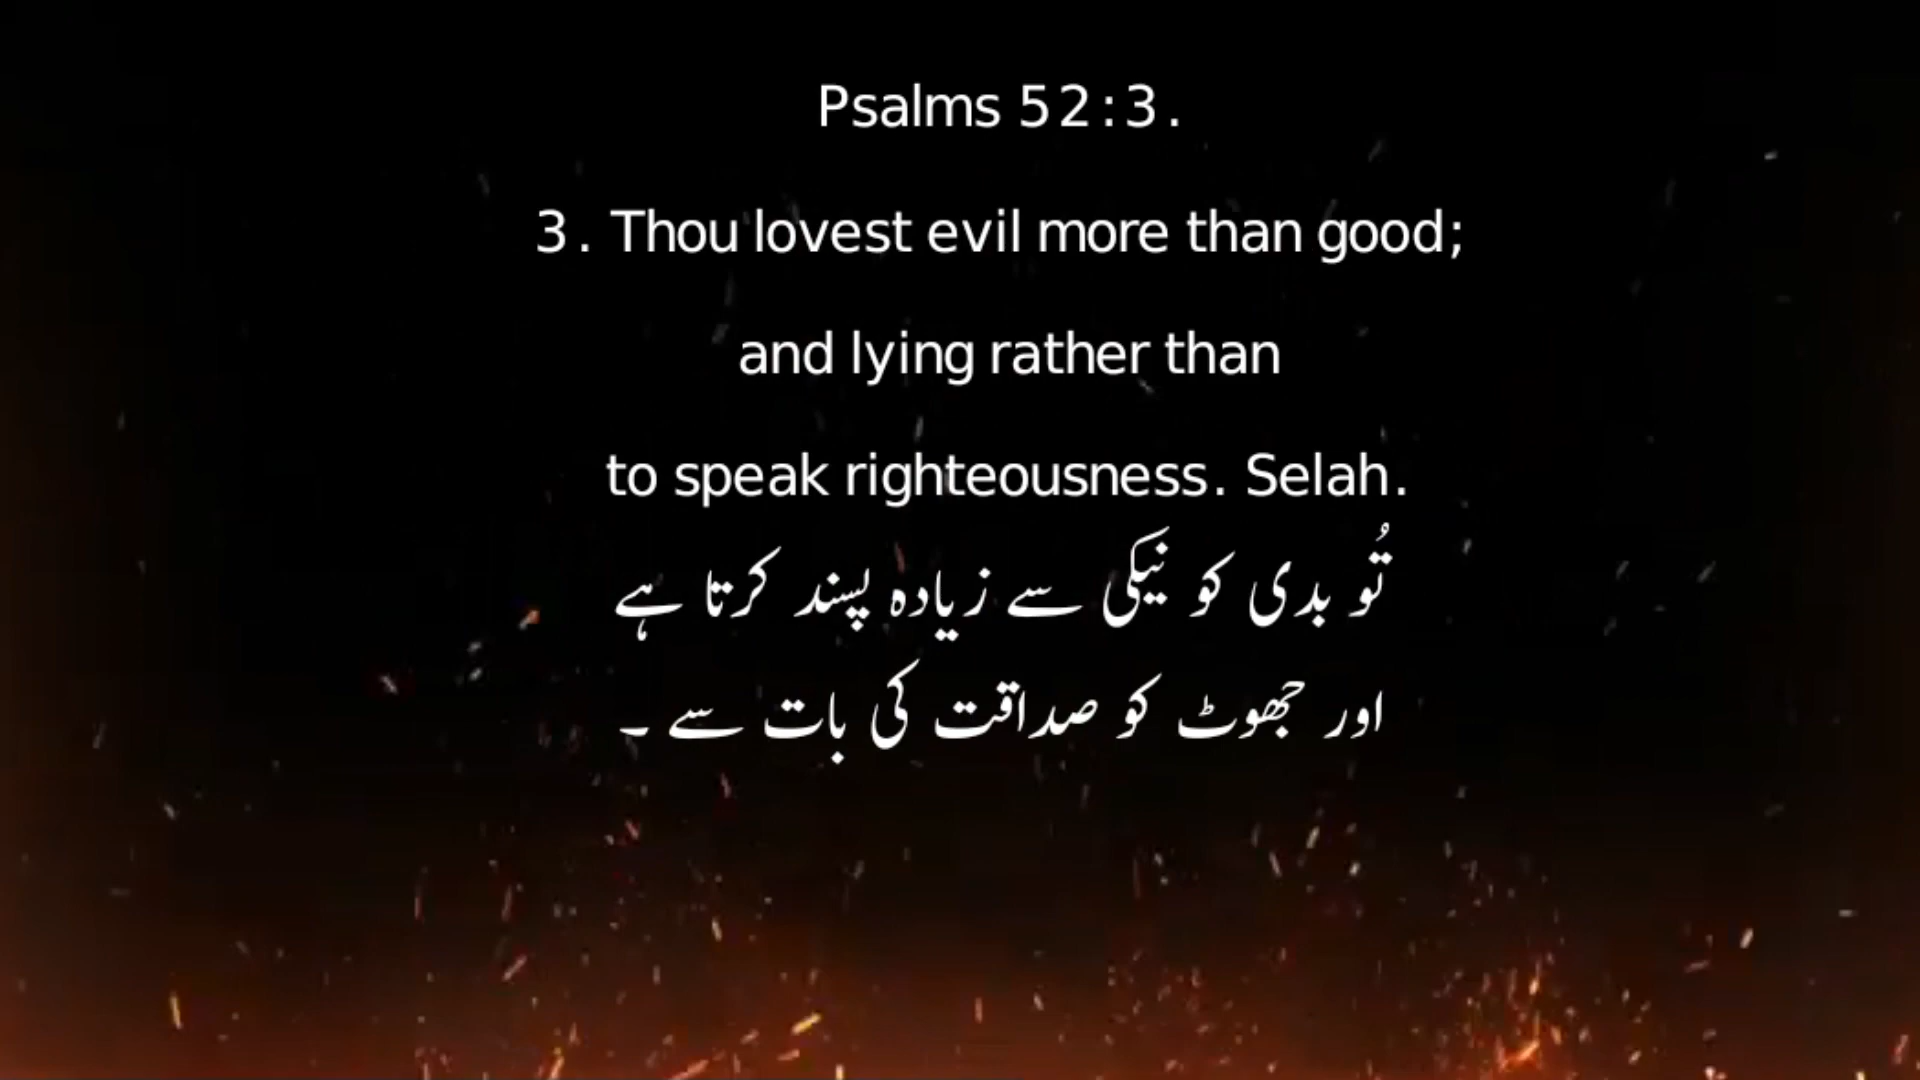 Psalms 52:3.
3. Thou lovest evil more than good;
and lying rather than
to speak righteousness. Selah.
تُو بدی کو نیکی سے زیادہ پسند کرتا ہے
اور جھوٹ کو صداقت کی بات سے ۔